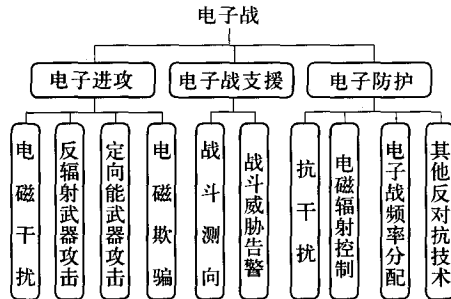 电子战
电子进攻
电子战支援
电子防护
电磁干扰
反辐射武器攻击
定向能武器攻击
电磁欺骗
战斗测向
战斗威胁告警
抗干扰
电磁辐射控制
电子战频率分配
其他反对抗技术